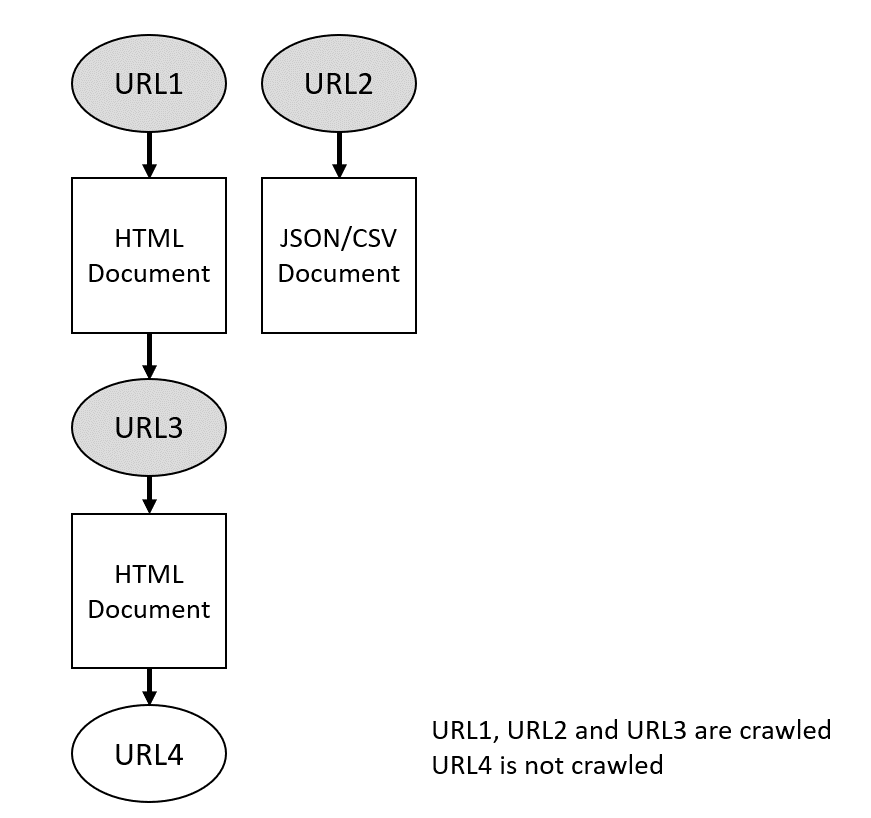 URL1
URL2
HTML
Document
JSON/CSV
Document
URL3
HTML
Document
URL4
URL1, URL2 and URL3 are crawled
URL4 is not crawled